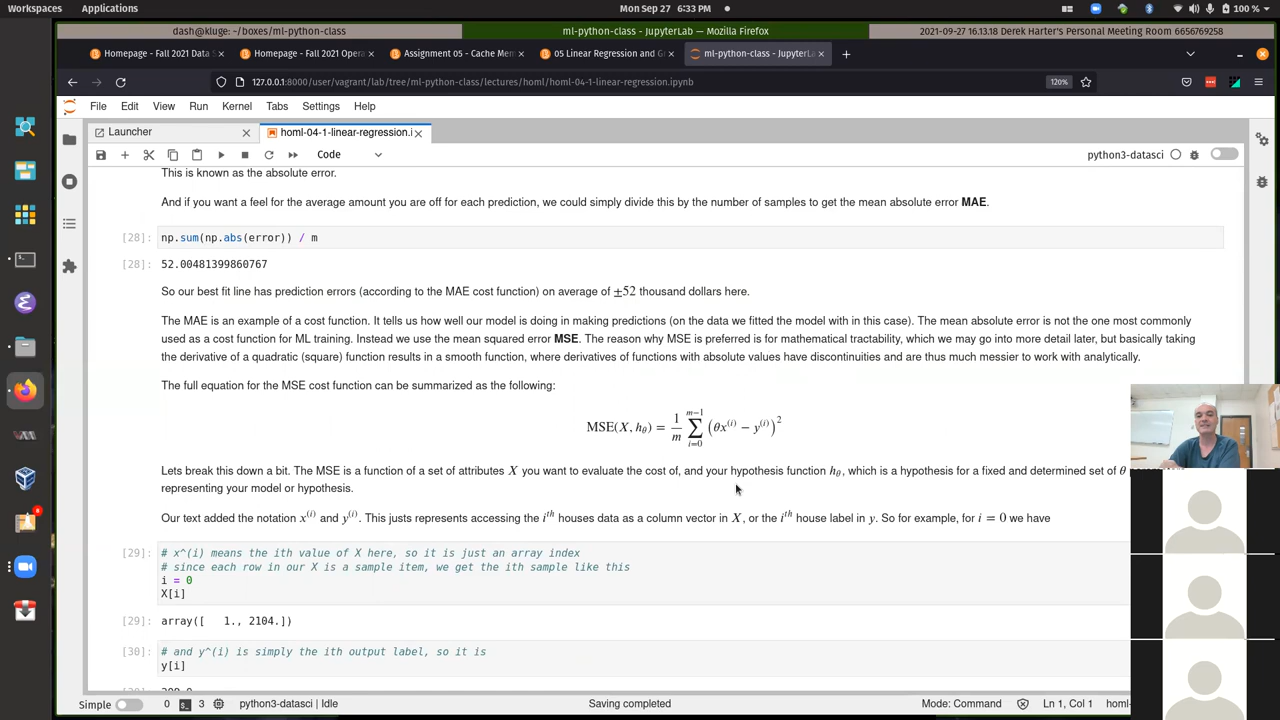 Workspaces Applications Mon Sep 27 6:33 PM 100 %
dash@kluge: ~/boxes/ml-python-class ml-python-class - JupyterLab — Mozilla Firefox 2021-09-27 16.13.18 Derek Harter's Personal Meeting Room 6656769258
Homepage - Fall 2021 Data S Homepage - Fall 2021 Opera Assignment 05 - Cache Mem 05 Linear Regression and Gr ml-python-class - JupyterLab
127.0.0.1:8000/user/vagrant/lab/tree/ml-python-class/lectures/homl/homl-04-1-linear-regression.ipynb 120%
File Edit View Run Kernel Tabs Settings Help
Launcher homl-04-1-linear-regression.i
Code python3-datasci
This is known as the absolute error.
And if you want a feel for the average amount you are off for each prediction, we could simply divide this by the number of samples to get the mean absolute error MAE.
[28]: np.sum(np.abs(error)) / m
[28]: 52.00481399860767
So our best fit line has prediction errors (according to the MAE cost function) on average of ±52 thousand dollars here.
The MAE is an example of a cost function. It tells us how well our model is doing in making predictions (on the data we fitted the model with in this case). The mean absolute error is not the one most commonly
used as a cost function for ML training. Instead we use the mean squared error MSE. The reason why MSE is preferred is for mathematical tractability, which we may go into more detail later, but basically taking
the derivative of a quadratic (square) function results in a smooth function, where derivatives of functions with absolute values have discontinuities and are thus much messier to work with analytically.
The full equation for the MSE cost function can be summarized as the following:
MSE(X, hθ) = 1/m ∑_{i=0}^{m−1} (θx^(i) − y^(i))^2
Lets break this down a bit. The MSE is a function of a set of attributes X you want to evaluate the cost of, and your hypothesis function hθ, which is a hypothesis for a fixed and determined set of θ
representing your model or hypothesis.
Our text added the notation x^(i) and y^(i). This justs represents accessing the i^th houses data as a column vector in X, or the i^th house label in y. So for example, for i = 0 we have
[29]: # x^(i) means the ith value of X here, so it is just an array index
# since each row in our X is a sample item, we get the ith sample like this
i = 0
X[i]
[29]: array([ 1., 2104.])
[30]: # and y^(i) is simply the ith output label, so it is
y[i]
Simple 0 3 python3-datasci | Idle Saving completed Mode: Command Ln 1, Col 1 homl-